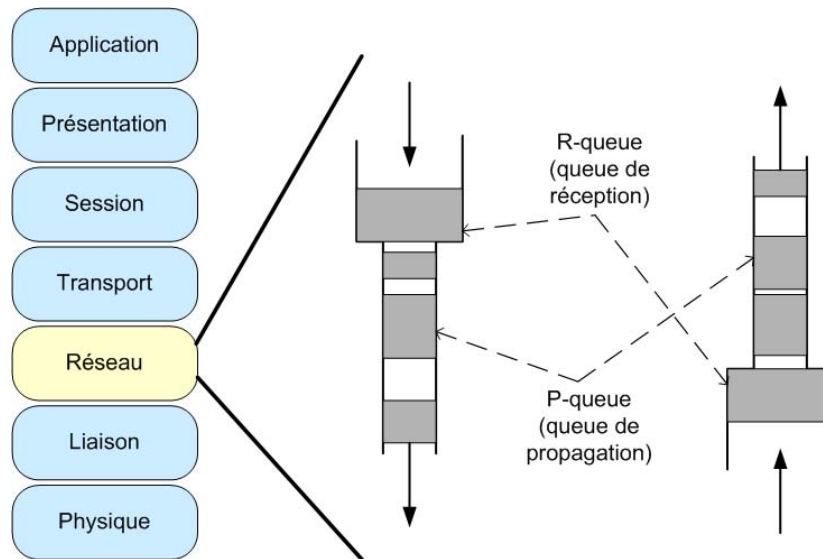 Application
Présentation
Session
Transport
Réseau
Liaison
Physique
R-queue
(queue de
réception)
P-queue
(queue de
propagation)